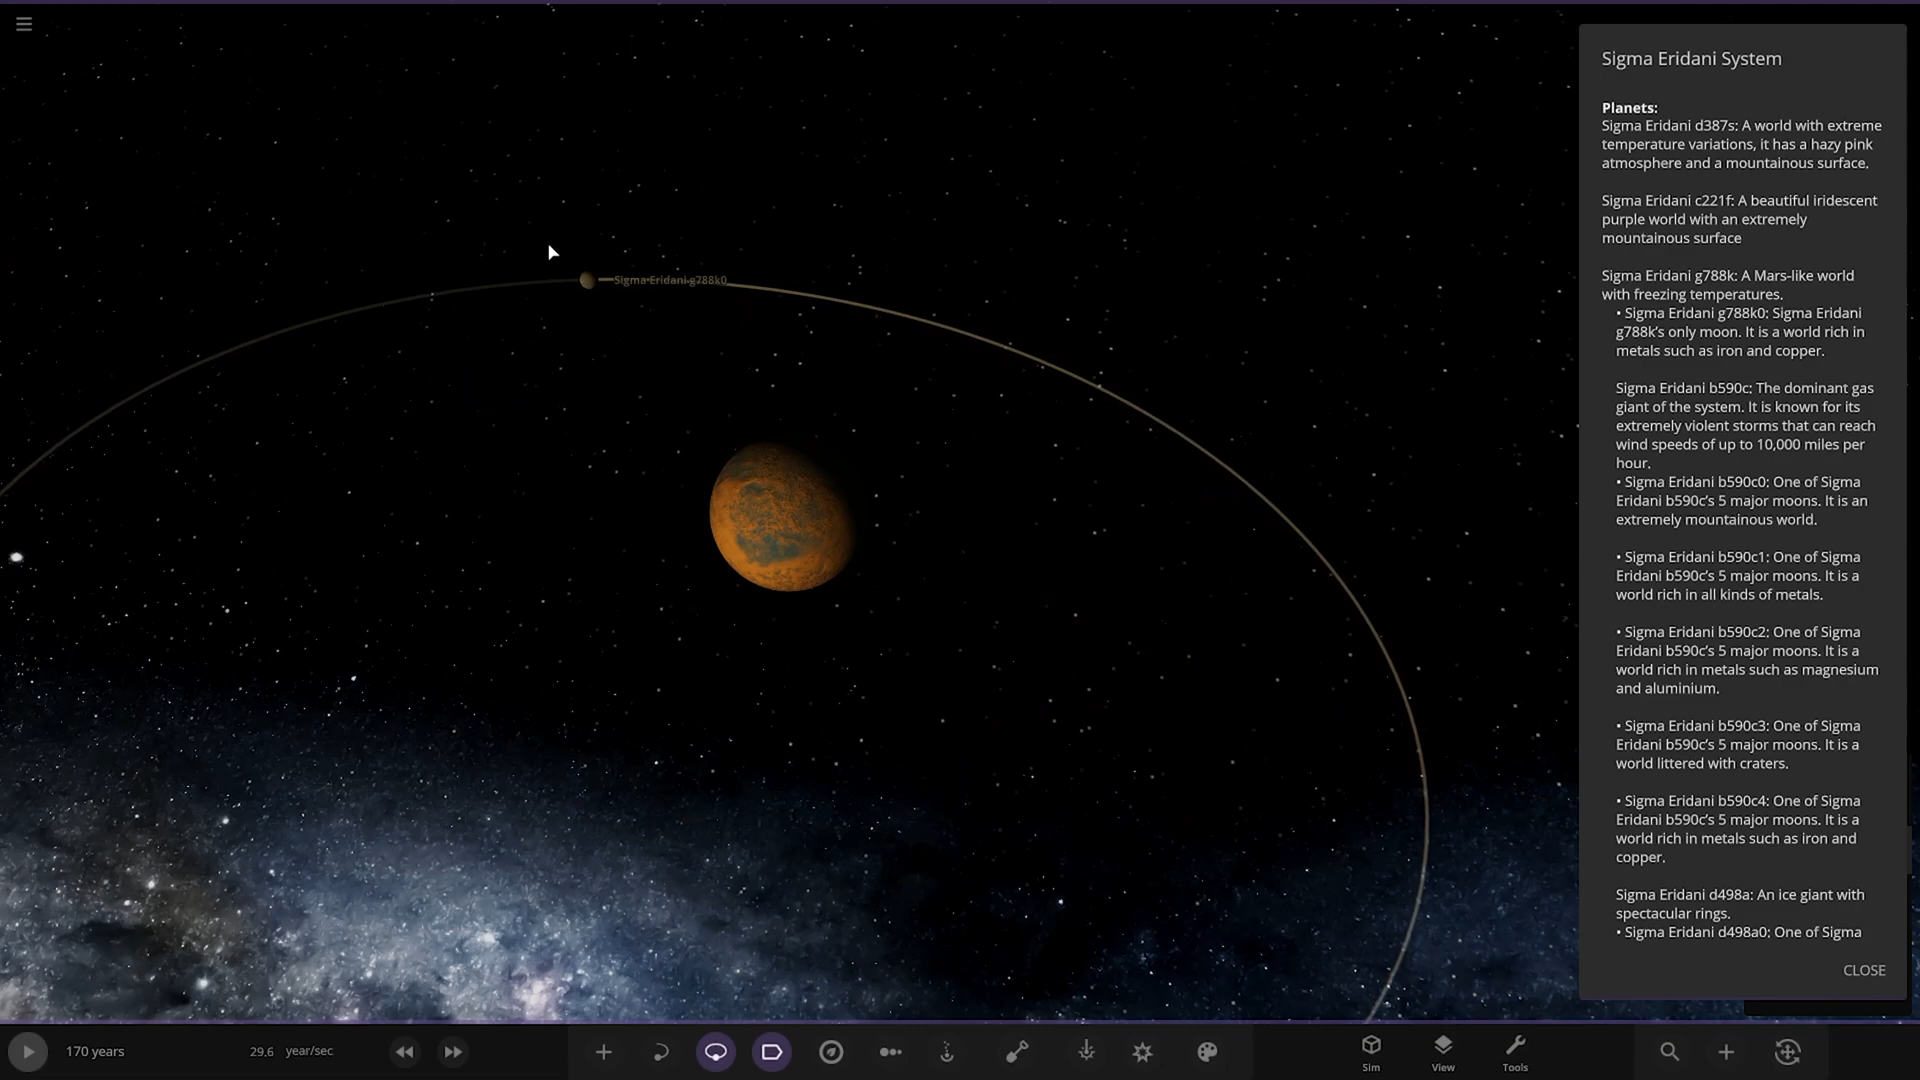 Sigma Eridani System
Planets:
Sigma Eridani d387s: A world with extreme
temperature variations, it has a hazy pink
atmosphere and a mountainous surface.
Sigma Eridani c221f: A beautiful iridescent
purple world with an extremely
mountainous surface
Sigma Eridani g788k: A Mars-like world
with freezing temperatures.
• Sigma Eridani g788k0: Sigma Eridani
g788k's only moon. It is a world rich in
metals such as iron and copper.
Sigma Eridani b590c: The dominant gas
giant of the system. It is known for its
extremely violent storms that can reach
wind speeds of up to 10,000 miles per
hour.
• Sigma Eridani b590c0: One of Sigma
Eridani b590c's 5 major moons. It is an
extremely mountainous world.
• Sigma Eridani b590c1: One of Sigma
Eridani b590c's 5 major moons. It is a
world rich in all kinds of metals.
• Sigma Eridani b590c2: One of Sigma
Eridani b590c's 5 major moons. It is a
world rich in metals such as magnesium
and aluminium.
• Sigma Eridani b590c3: One of Sigma
Eridani b590c's 5 major moons. It is a
world littered with craters.
• Sigma Eridani b590c4: One of Sigma
Eridani b590c's 5 major moons. It is a
world rich in metals such as iron and
copper.
Sigma Eridani d498a: An ice giant with
spectacular rings.
• Sigma Eridani d498a0: One of Sigma
CLOSE
Sigma Eridani g788k0
170 years
29.6 year/sec
Sim
View
Tools